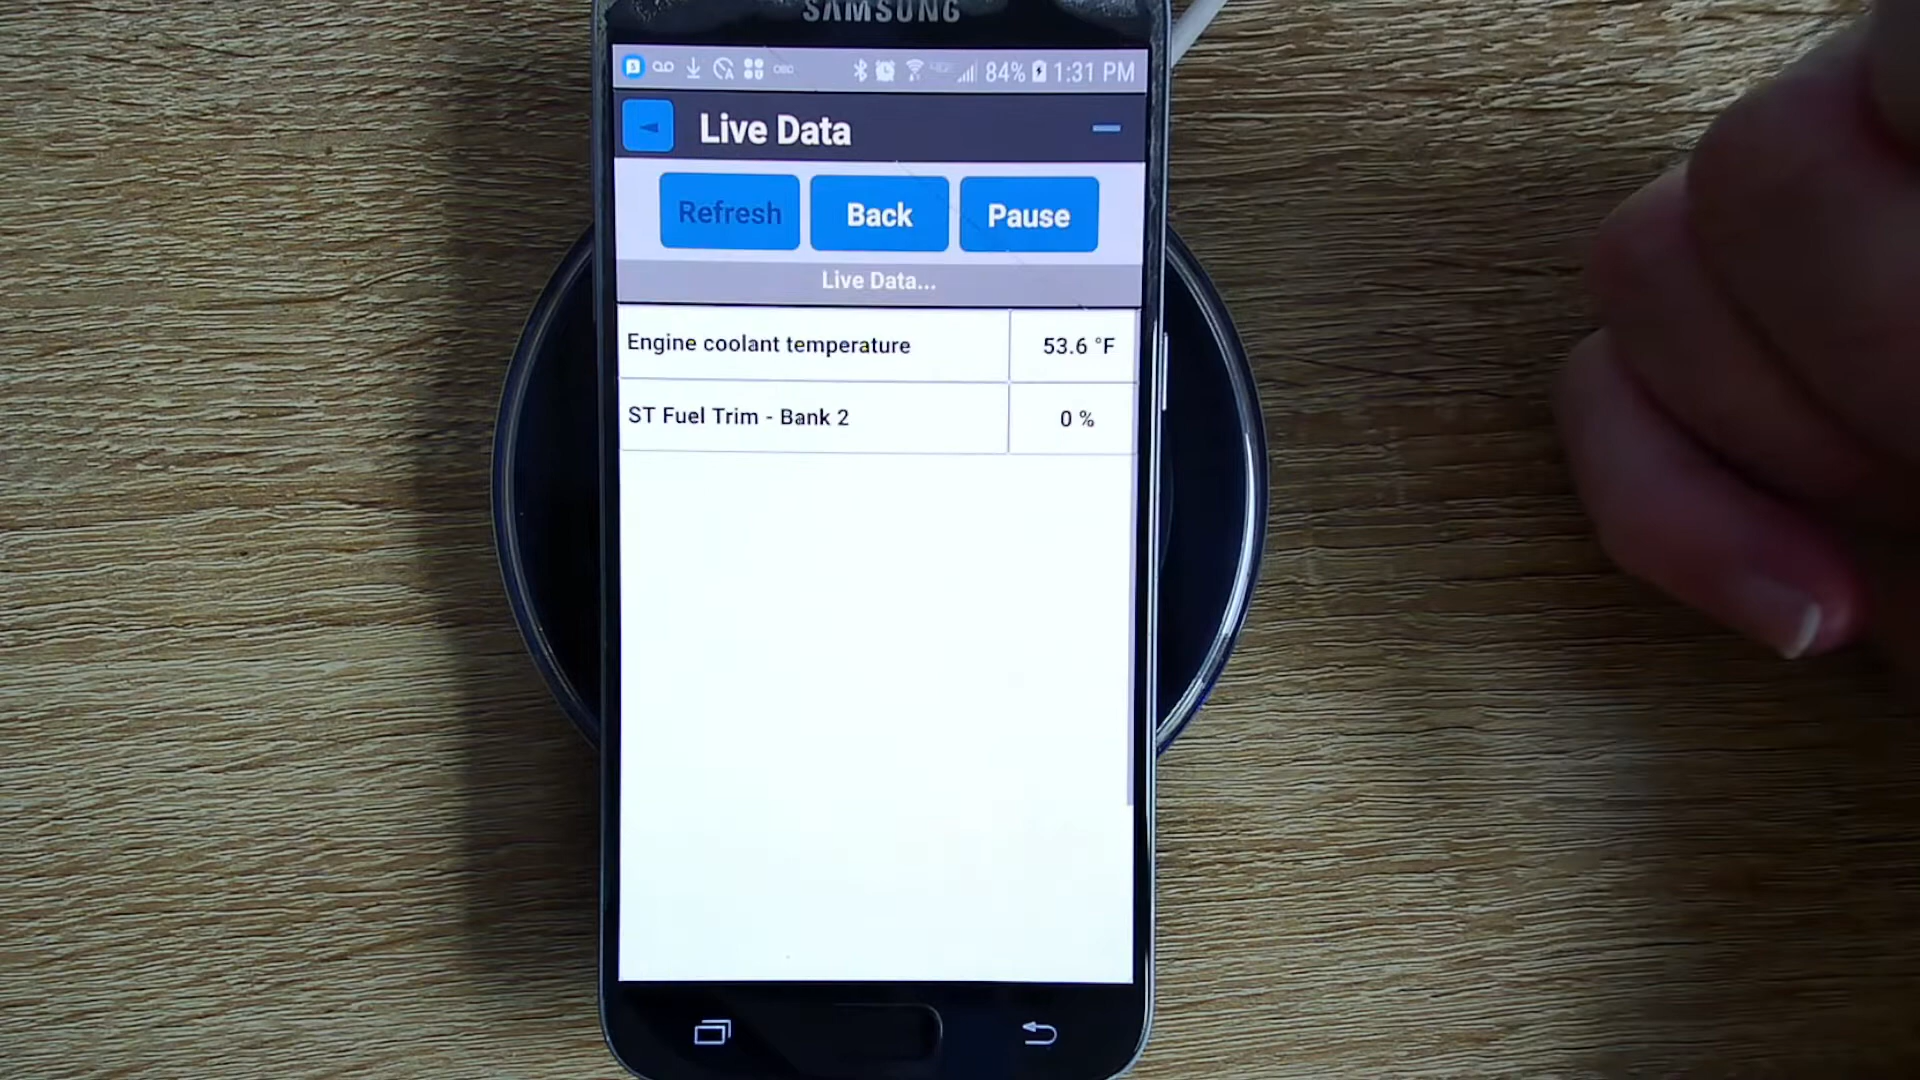 SAMSUNG
84% 1:31 PM
Live Data
Refresh Back Pause
Live Data...
Engine coolant temperature 53.6 °F
ST Fuel Trim - Bank 2 0 %